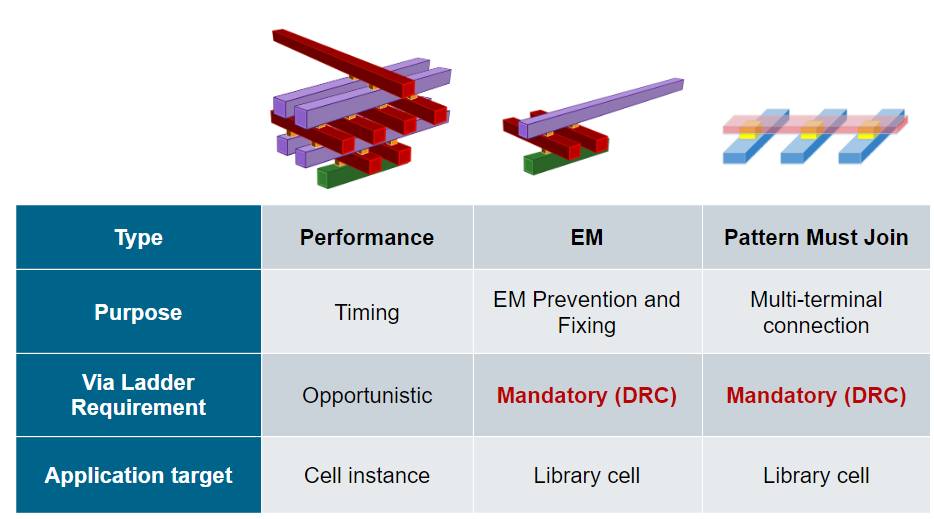 Type
Performance
EM
Pattern Must Join
Purpose
Timing
EM Prevention and
Fixing
Multi-terminal
connection
Via Ladder
Requirement
Opportunistic
Mandatory (DRC)
Mandatory (DRC)
Application target
Cell instance
Library cell
Library cell